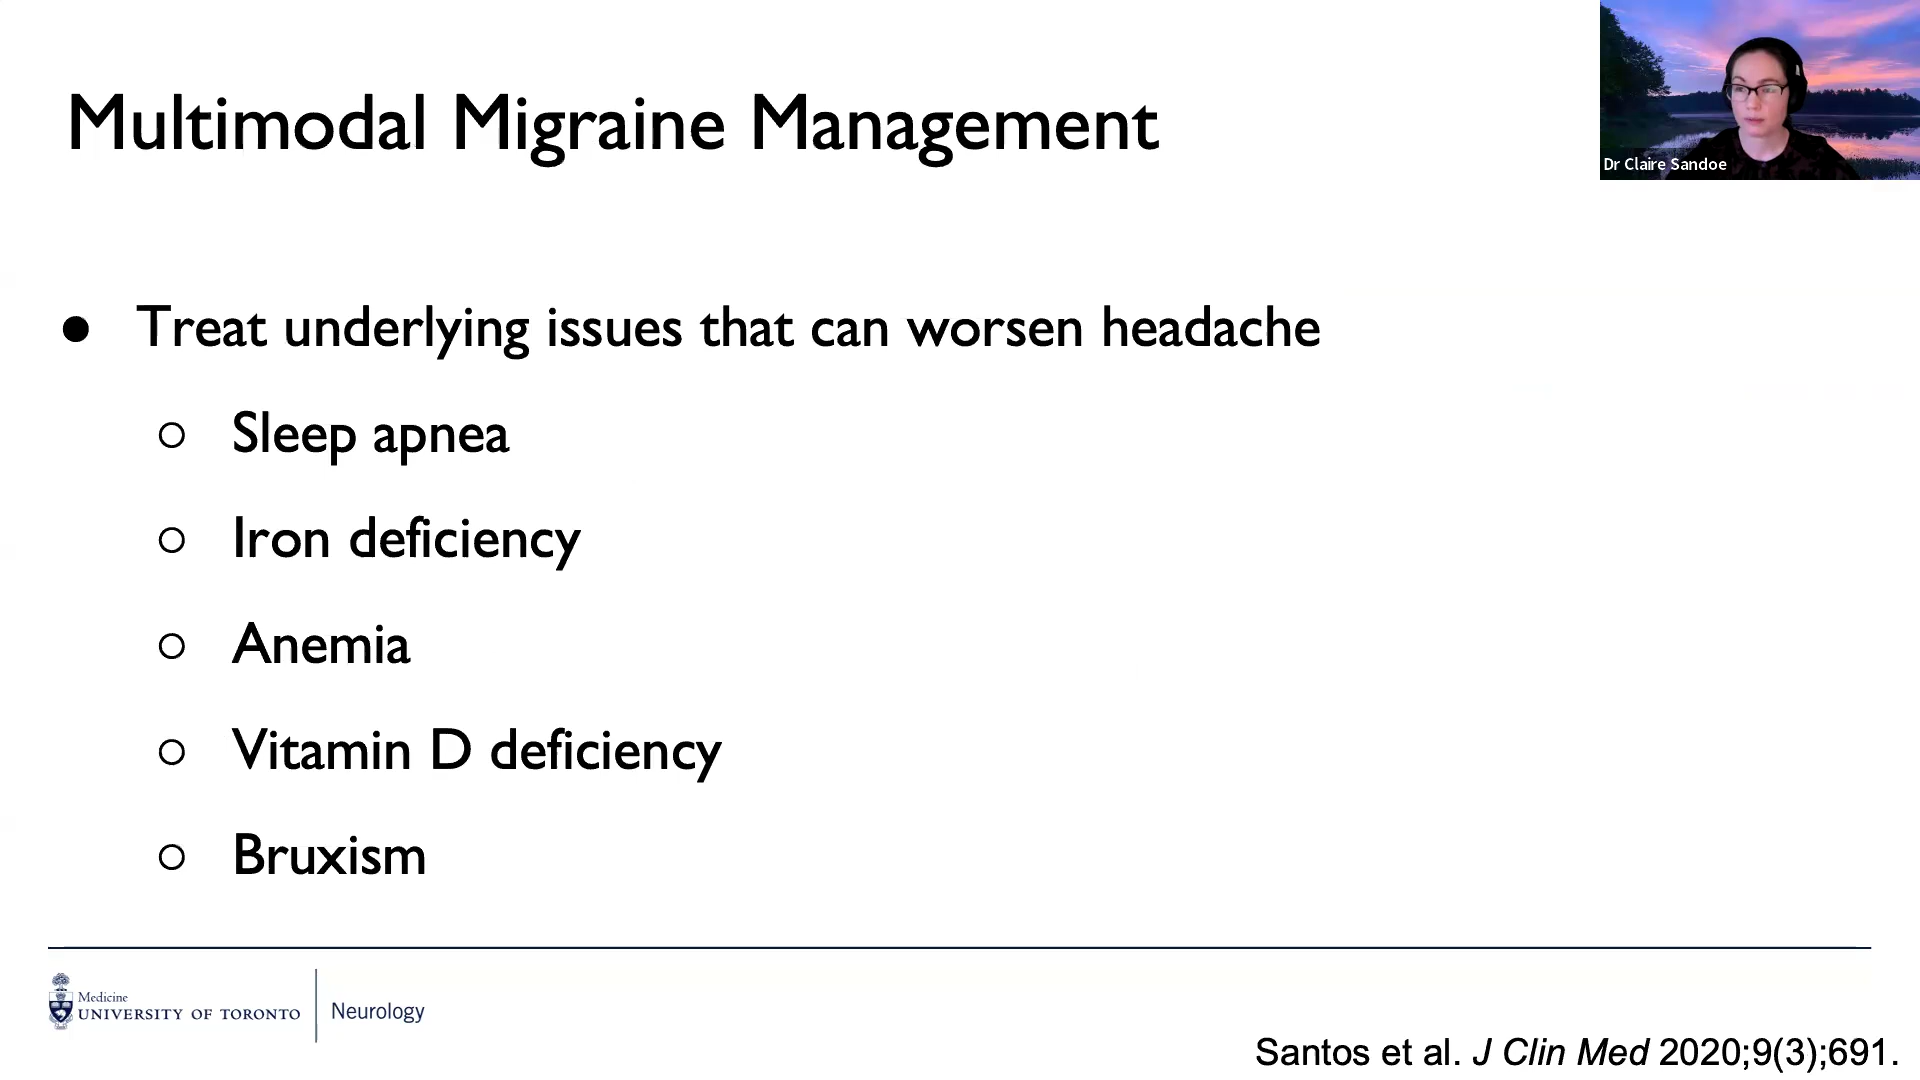 Multimodal Migraine Management
Dr Claire Sandoe
● Treat underlying issues that can worsen headache
○ Sleep apnea
○ Iron deficiency
○ Anemia
○ Vitamin D deficiency
○ Bruxism
Medicine
UNIVERSITY OF TORONTO
Neurology
Santos et al. J Clin Med 2020;9(3);691.